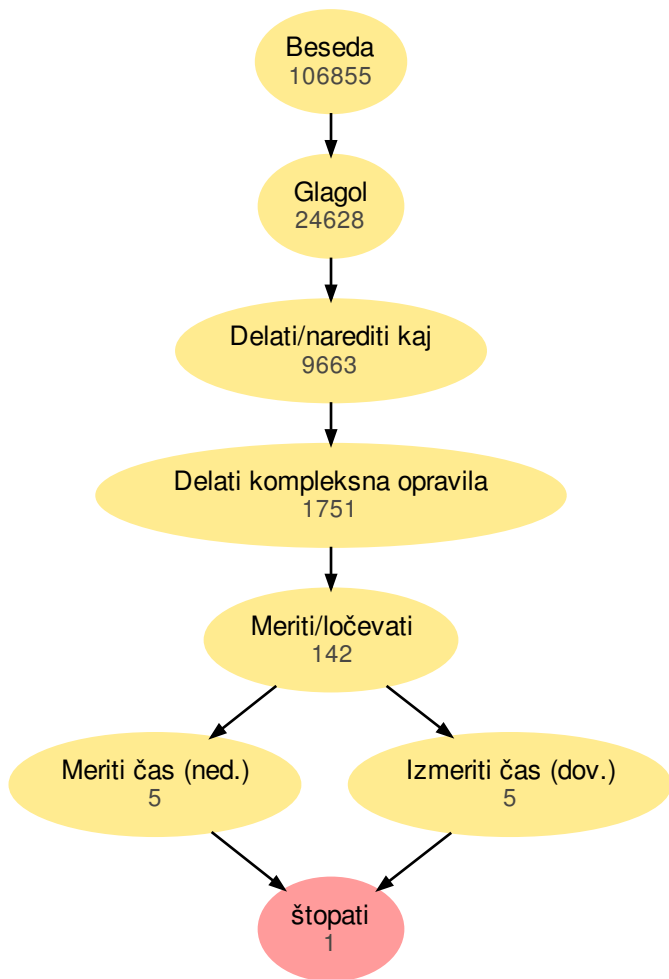 Beseda
106855
Glagol
24628
Delati/narediti kaj
9663
Delati kompleksna opravila
1751
Meriti/ločevati
142
Meriti čas (ned.)
5
Izmeriti čas (dov.)
5
štopati
1